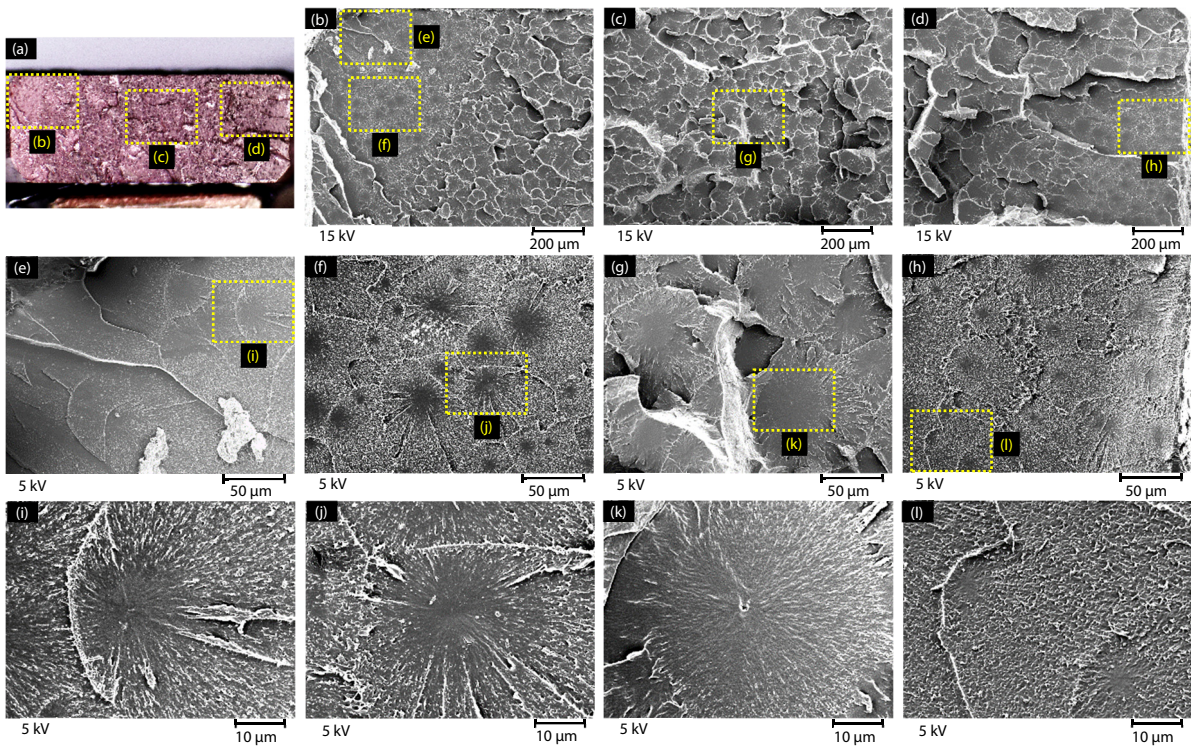 (a)
(b)
(c)
(d)
(b)
(e)
(f)
15 kV
200 µm
(c)
(g)
15 kV
200 µm
(d)
(h)
15 kV
200 µm
(e)
(i)
5 kV
50 µm
(f)
(j)
5 kV
50 µm
(g)
(k)
5 kV
50 µm
(h)
(l)
5 kV
50 µm
(i)
5 kV
10 µm
(j)
5 kV
10 µm
(k)
5 kV
10 µm
(l)
5 kV
10 µm